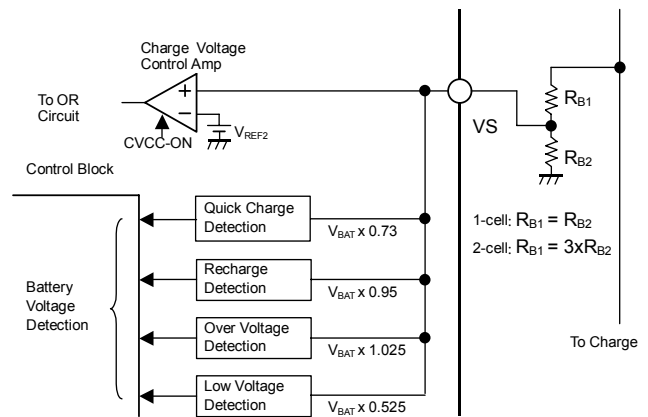 Charge Voltage
Control Amp
To OR
Circuit
+
−
V_REF2
CVCC-ON
VS
R_B1
R_B2
Control Block
Quick Charge
Detection
V_BAT x 0.73
1-cell: R_B1 = R_B2
2-cell: R_B1 = 3xR_B2
Recharge
Detection
V_BAT x 0.95
Battery
Voltage
Detection
Over Voltage
Detection
V_BAT x 1.025
To Charge
Low Voltage
Detection
V_BAT x 0.525